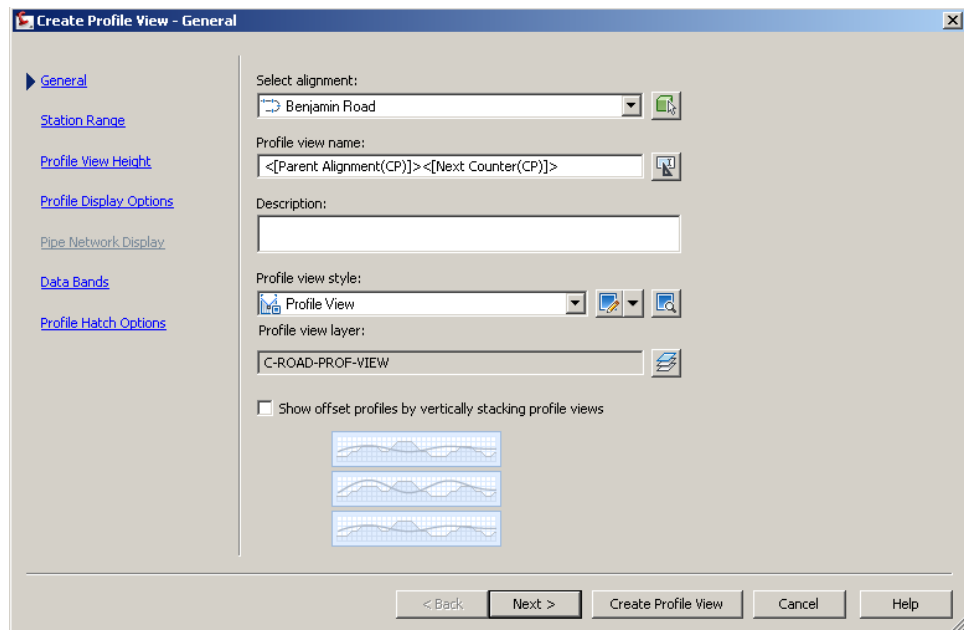 Create Profile View - General
General
Station Range
Profile View Height
Profile Display Options
Pipe Network Display
Data Bands
Profile Hatch Options
Select alignment:
Benjamin Road
Profile view name:
<[Parent Alignment(CP)]><[Next Counter(CP)]>
Description:
Profile view style:
Profile View
Profile view layer:
C-ROAD-PROF-VIEW
Show offset profiles by vertically stacking profile views
< Back Next > Create Profile View Cancel Help